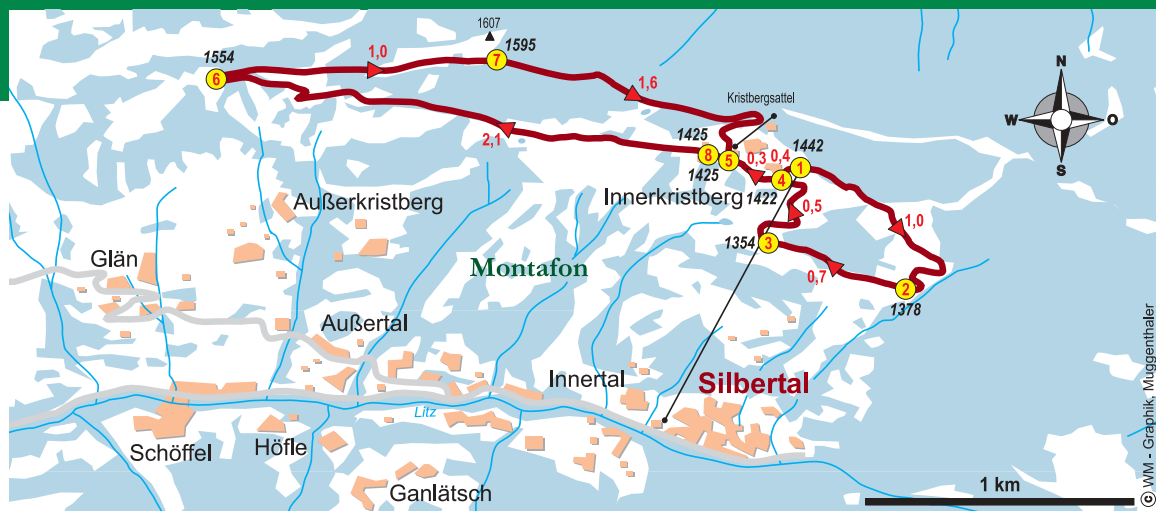 1607
1554
1595
6
1,0
7
1,6
Kristbergsattel
N
W
O
S
2,1
1425
8
5
1425
0,3
0,4
1442
1
4
1422
Innerkristberg
0,5
1,0
Außerkristberg
1354
3
Glän
Montafon
0,7
2
1378
Außertal
Innertal
Silbertal
Litz
Schöffel
Höfle
Ganlätsch
1 km
© WM - Graphik, Muggenthaler